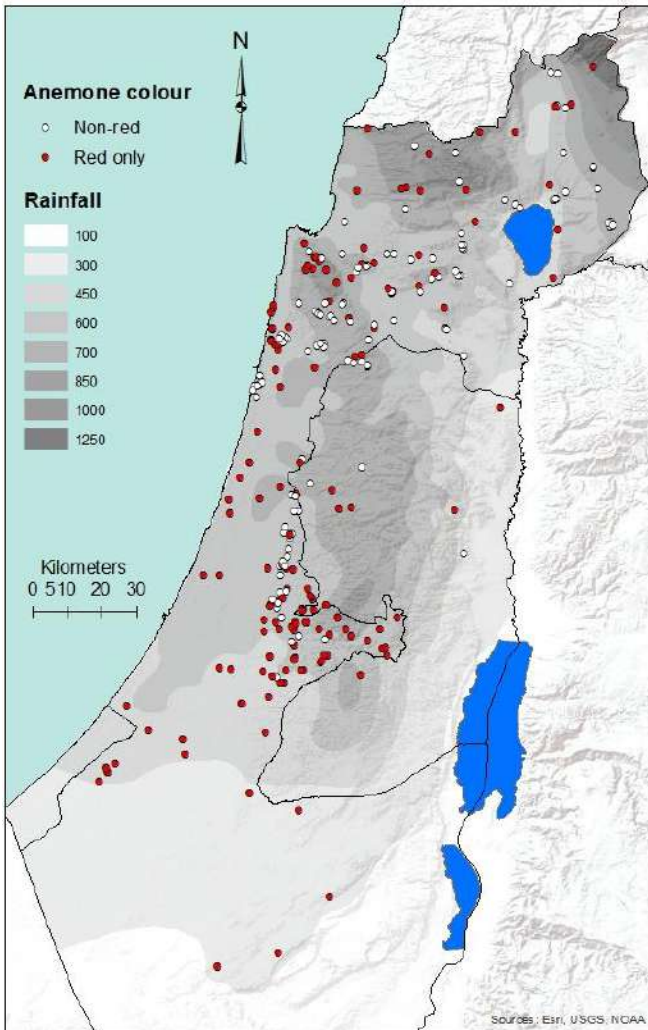 N
Anemone colour
Non-red
Red only
Rainfall
100
300
450
600
700
850
1000
1250
Kilometers
0 510 20 30
Sources: Esri, USGS, NOAA